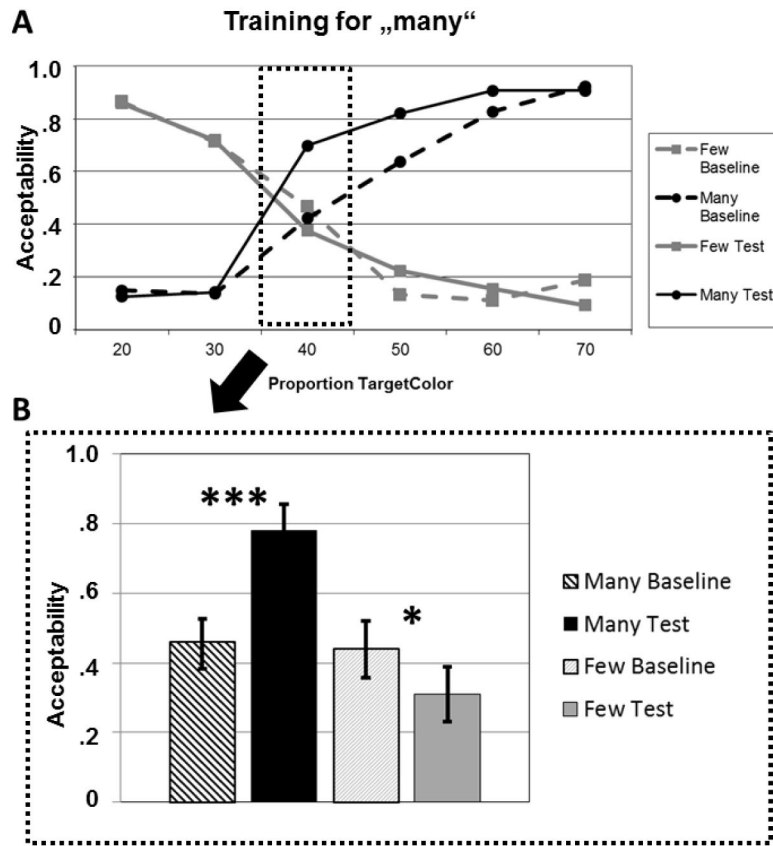 A
Training for „many“
1.0
.8
.6
.4
.2
0
Acceptability
20 30 40 50 60 70
Proportion TargetColor
Few
Baseline
Many
Baseline
Few Test
Many Test
B
1.0
.8
.6
.4
.2
0
Acceptability
***
*
Many Baseline
Many Test
Few Baseline
Few Test